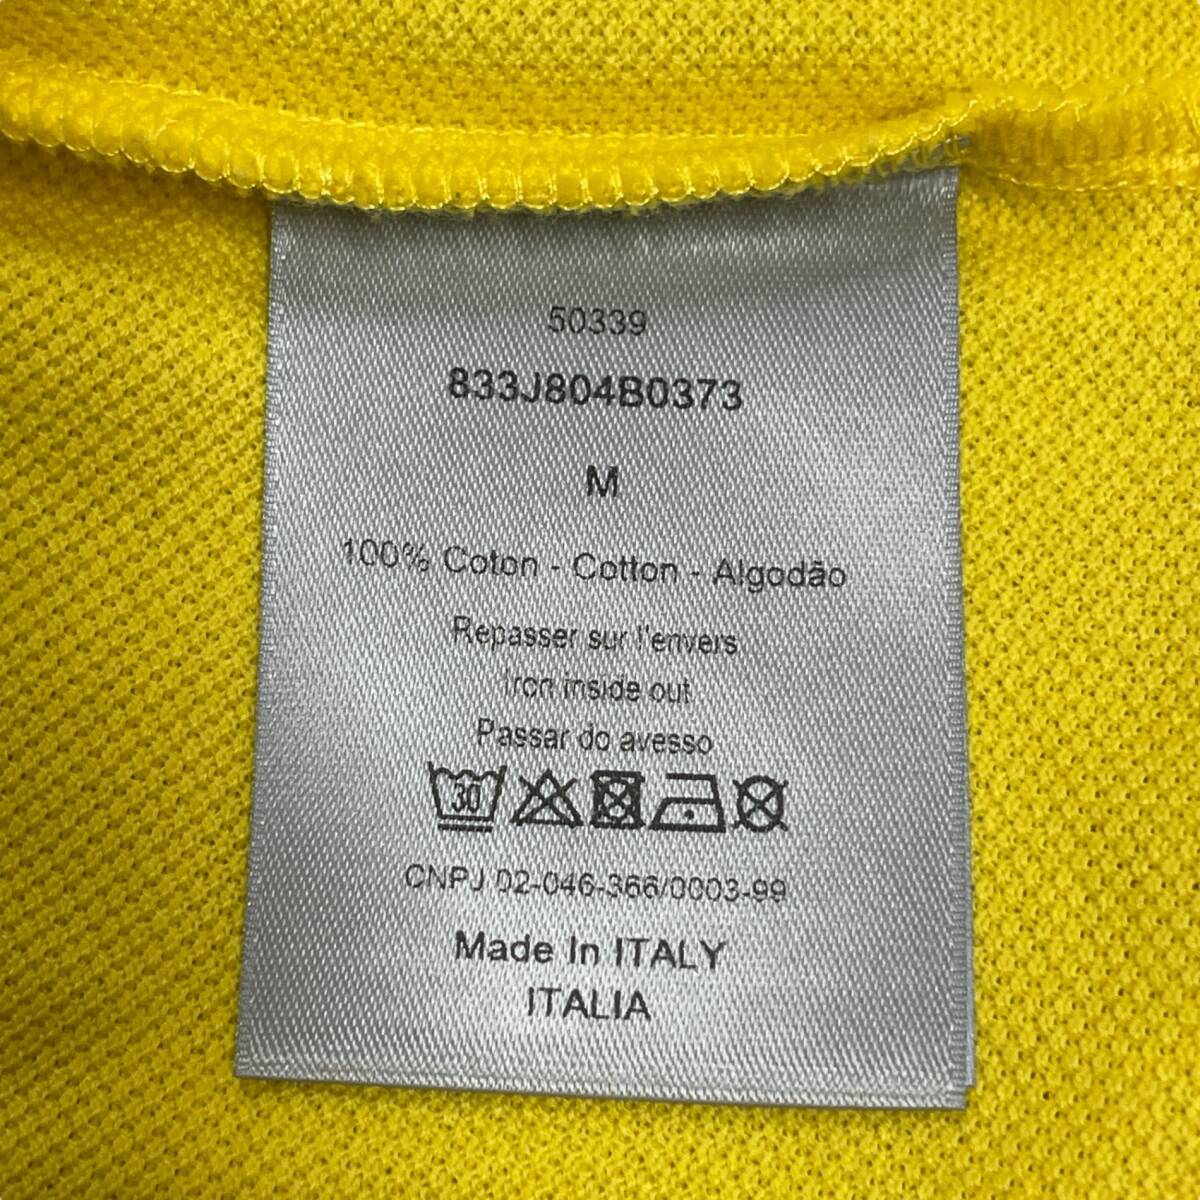 50339
833J804B0373
M
100% Coton - Cotton - Algodão
Repasser sur l'envers
Iron inside out
Passar do avesso
30
CNPJ 02-046-366/0003-99
Made In ITALY
ITALIA